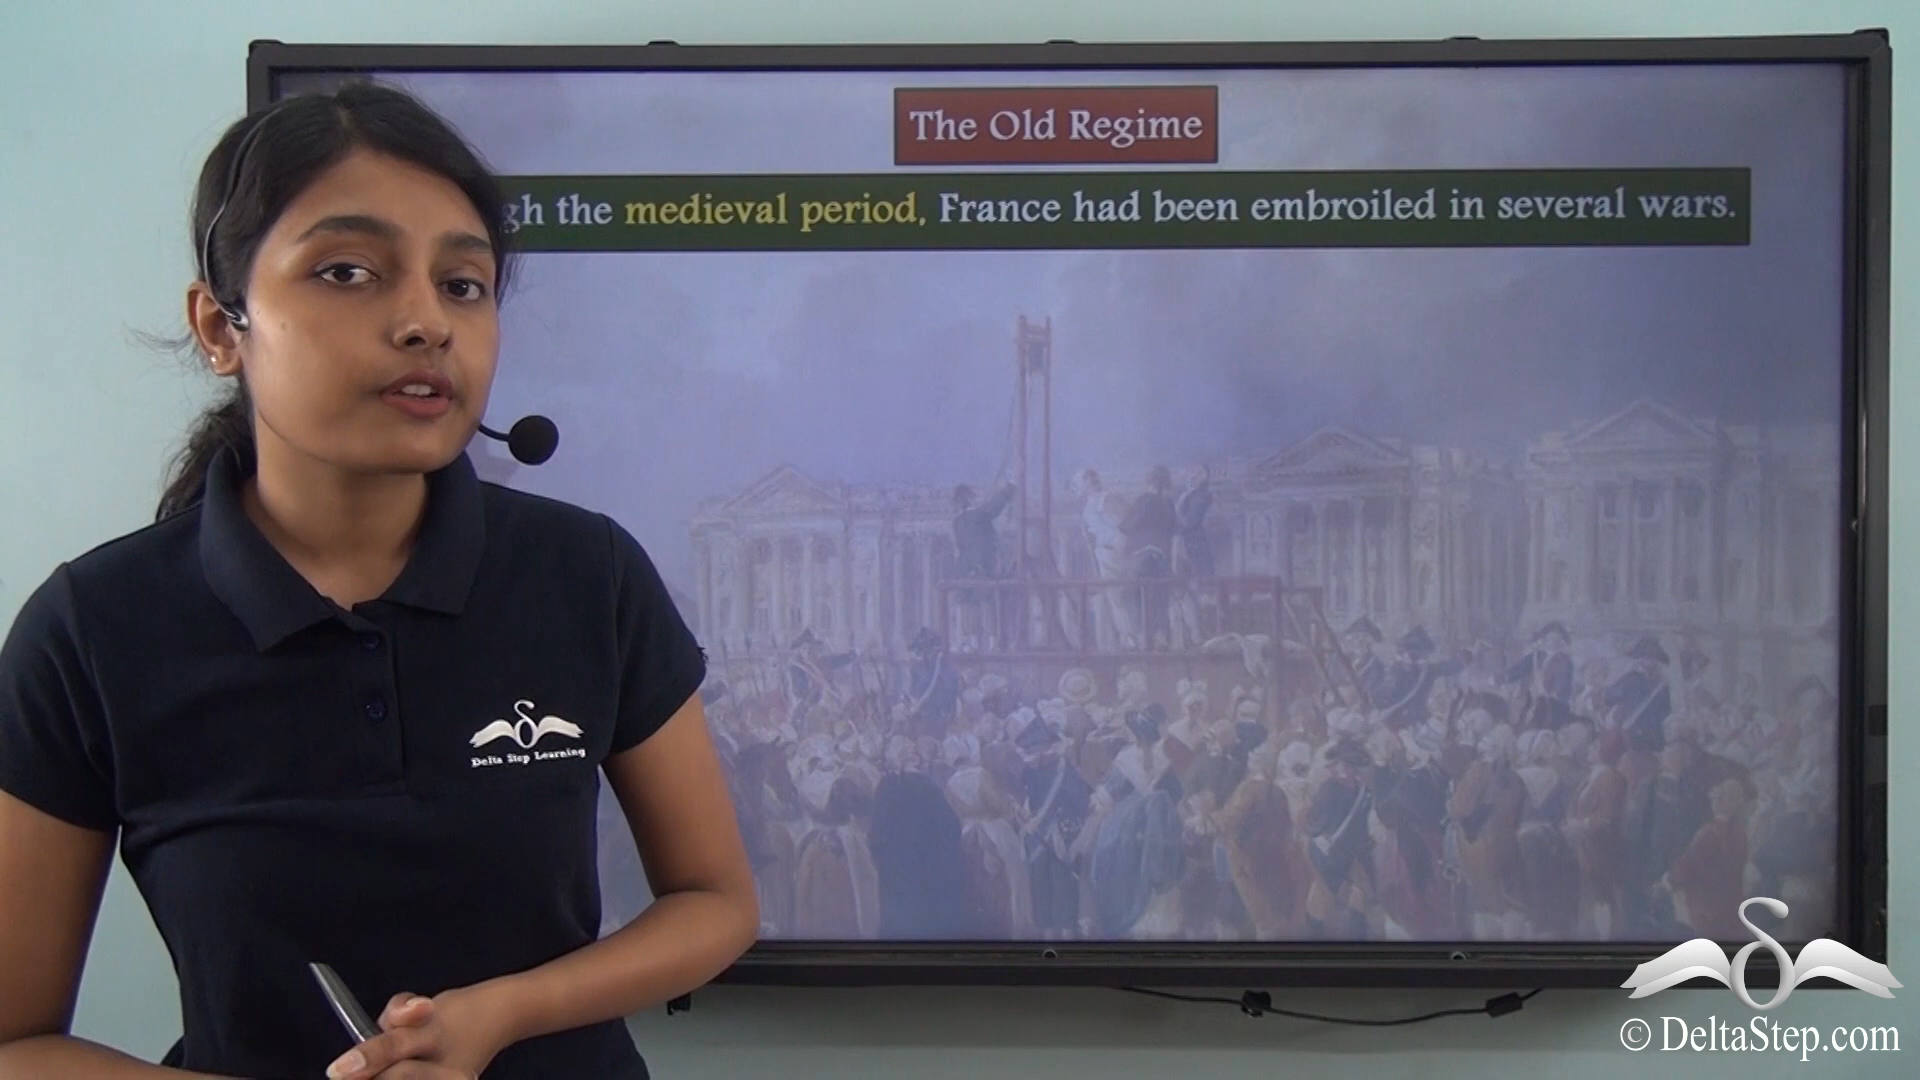 The Old Regime
gh the medieval period, France had been embroiled in several wars.
Delta Step Learning
© DeltaStep.com